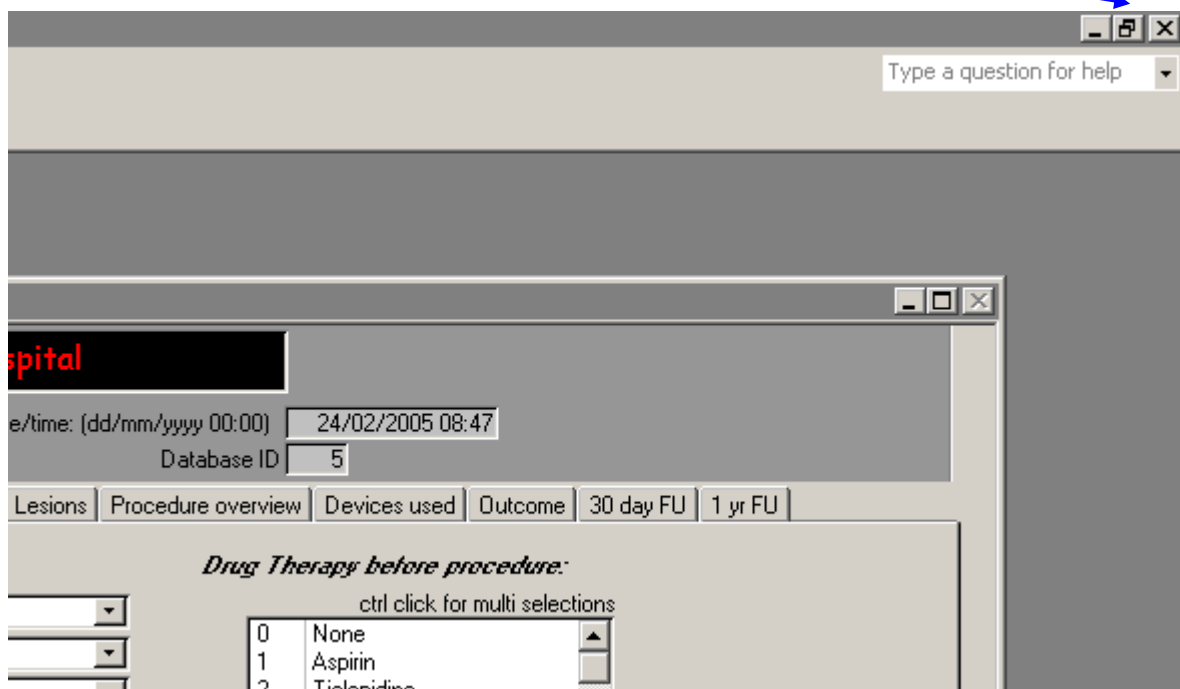 Type a question for help
spital
e/time: (dd/mm/yyyy 00:00) 24/02/2005 08:47
Database ID 5
Lesions Procedure overview Devices used Outcome 30 day FU 1 yr FU
Drug Therapy before procedure:
ctrl click for multi selections
0 None
1 Aspirin
2 Ticlopidine